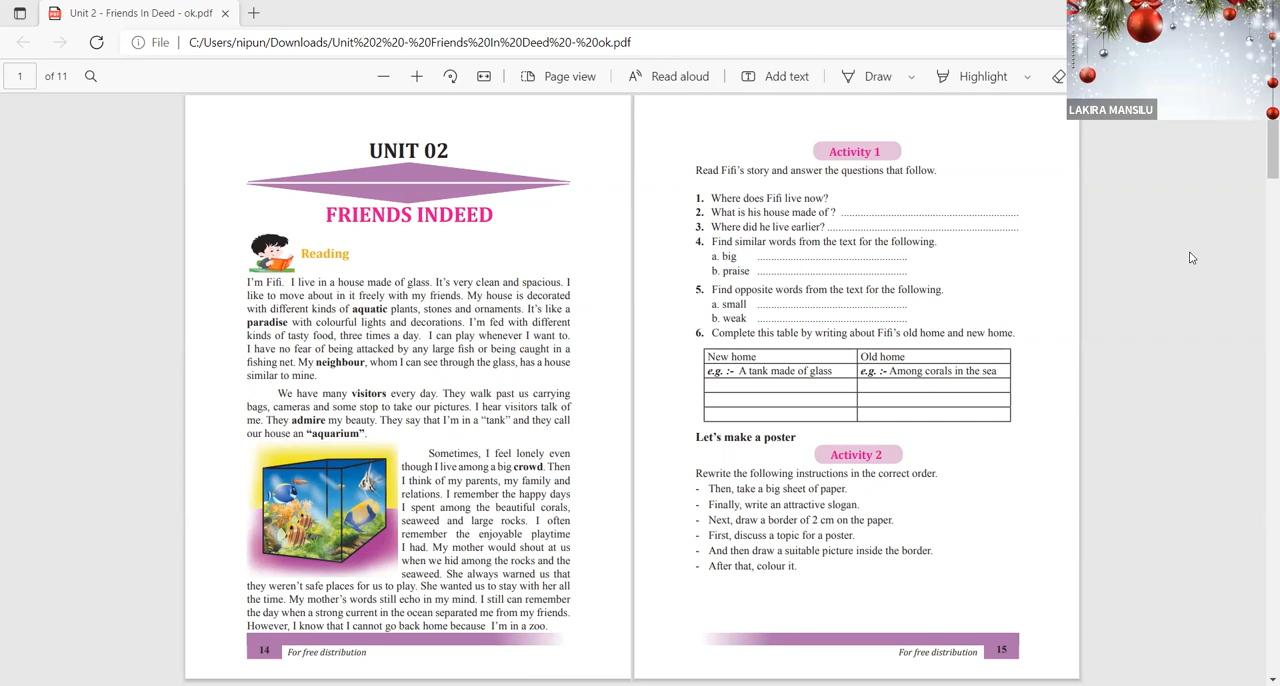 Unit 2 - Friends In Deed - ok.pdf
File
C:/Users/nipun/Downloads/Unit%202%20-%20Friends%20In%20Deed%20-%20ok.pdf
1 of 11
Page view
Read aloud
Add text
Draw
Highlight
LAKIRA MANSILU
UNIT 02
FRIENDS INDEED
Reading
I'm Fifi. I live in a house made of glass. It's very clean and spacious. I
like to move about in it freely with my friends. My house is decorated
with different kinds of aquatic plants, stones and ornaments. It's like a
paradise with colourful lights and decorations. I'm fed with different
kinds of tasty food, three times a day. I can play whenever I want to.
I have no fear of being attacked by any large fish or being caught in a
fishing net. My neighbour, whom I can see through the glass, has a house
similar to mine.
We have many visitors every day. They walk past us carrying
bags, cameras and some stop to take our pictures. I hear visitors talk of
me. They admire my beauty. They say that I'm in a "tank" and they call
our house an "aquarium".
Sometimes, I feel lonely even
though I live among a big crowd. Then
I think of my parents, my family and
relations. I remember the happy days
I spent among the beautiful corals,
seaweed and large rocks. I often
remember the enjoyable playtime
I had. My mother would shout at us
when we hid among the rocks and the
seaweed. She always warned us that
they weren't safe places for us to play. She wanted us to stay with her all
the time. My mother's words still echo in my mind. I still can remember
the day when a strong current in the ocean separated me from my friends.
However, I know that I cannot go back home because I'm in a zoo.
14 For free distribution
Activity 1
Read Fifi's story and answer the questions that follow.
1. Where does Fifi live now?
2. What is his house made of ? ............................................................
3. Where did he live earlier? ................................................................
4. Find similar words from the text for the following.
a. big ..................................................
b. praise ..................................................
5. Find opposite words from the text for the following.
a. small ..................................................
b. weak ..................................................
6. Complete this table by writing about Fifi's old home and new home.
New home Old home
e.g. :- A tank made of glass e.g. :- Among corals in the sea
Let's make a poster
Activity 2
Rewrite the following instructions in the correct order.
- Then, take a big sheet of paper.
- Finally, write an attractive slogan.
- Next, draw a border of 2 cm on the paper.
- First, discuss a topic for a poster.
- And then draw a suitable picture inside the border.
- After that, colour it.
For free distribution 15